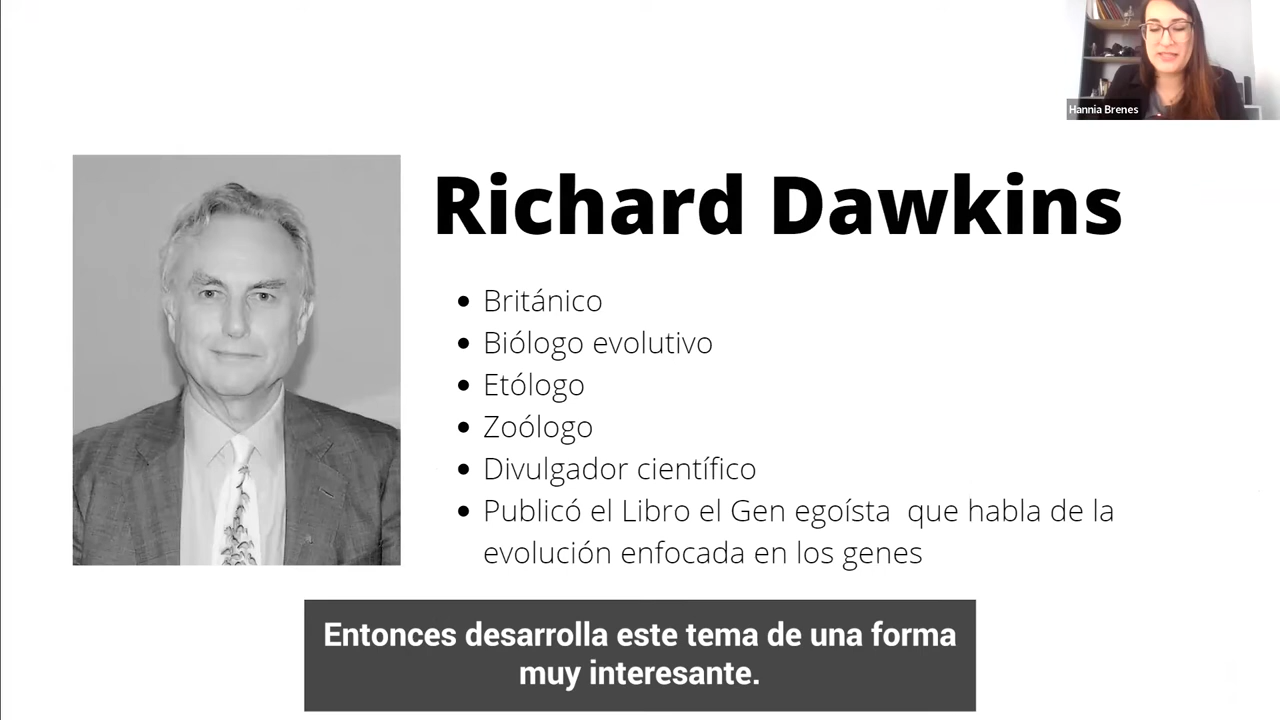 Hannia Brenes
Richard Dawkins
• Británico
• Biólogo evolutivo
• Etólogo
• Zoólogo
• Divulgador científico
• Publicó el Libro el Gen egoísta  que habla de la
evolución enfocada en los genes
Entonces desarrolla este tema de una forma
muy interesante.